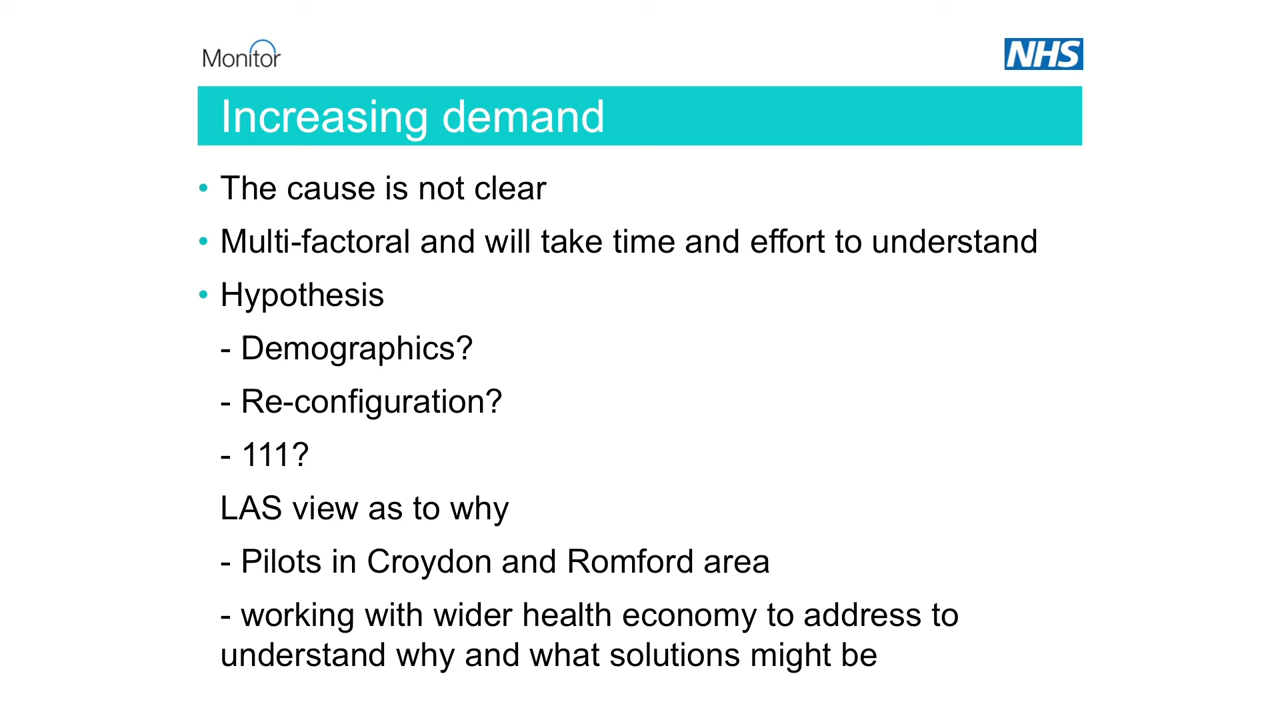 Monitor
NHS
Increasing demand
• The cause is not clear
• Multi-factoral and will take time and effort to understand
• Hypothesis
- Demographics?
- Re-configuration?
- 111?
LAS view as to why
- Pilots in Croydon and Romford area
- working with wider health economy to address to
understand why and what solutions might be